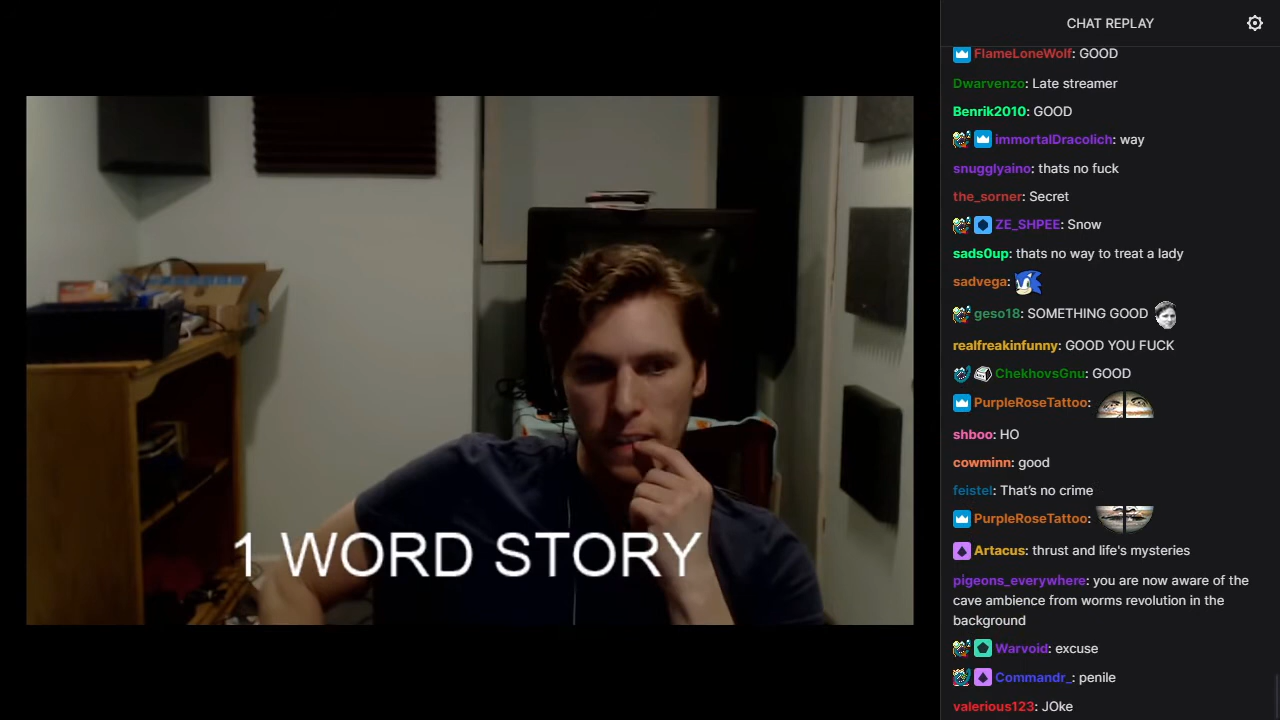 CHAT REPLAY
FlameLoneWolf: GOOD
Dwarvenzo: Late streamer
Benrik2010: GOOD
immortalDracolich: way
snugglyaino: thats no fuck
the_sorner: Secret
ZE_SHPEE: Snow
sads0up: thats no way to treat a lady
sadvega:
geso18: SOMETHING GOOD
realfreakinfunny: GOOD YOU FUCK
ChekhovsGnu: GOOD
PurpleRoseTattoo:
shboo: HO
cowminn: good
feistel: That's no crime
PurpleRoseTattoo:
Artacus: thrust and life's mysteries
pigeons_everywhere: you are now aware of the
cave ambience from worms revolution in the
background
Warvoid: excuse
Commandr_: penile
valerious123: JOke
1 WORD STORY